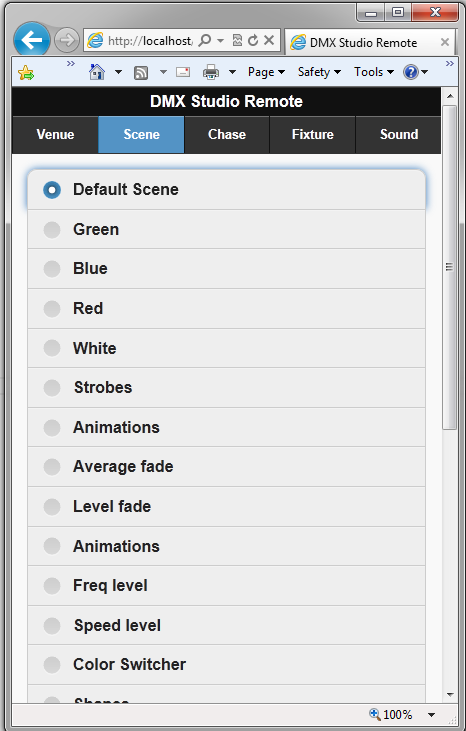 http://localhost/
DMX Studio Remote
Page Safety Tools
DMX Studio Remote
Venue Scene Chase Fixture Sound
Default Scene
Green
Blue
Red
White
Strobes
Animations
Average fade
Level fade
Animations
Freq level
Speed level
Color Switcher
Shapes
100%